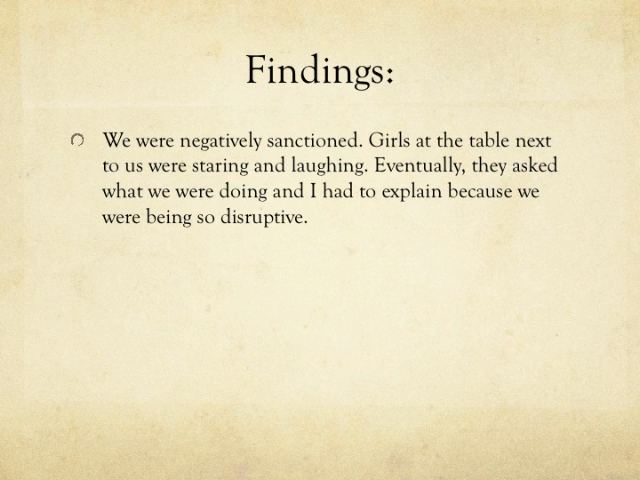 Findings:
We were negatively sanctioned. Girls at the table next
to us were staring and laughing. Eventually, they asked
what we were doing and I had to explain because we
were being so disruptive.